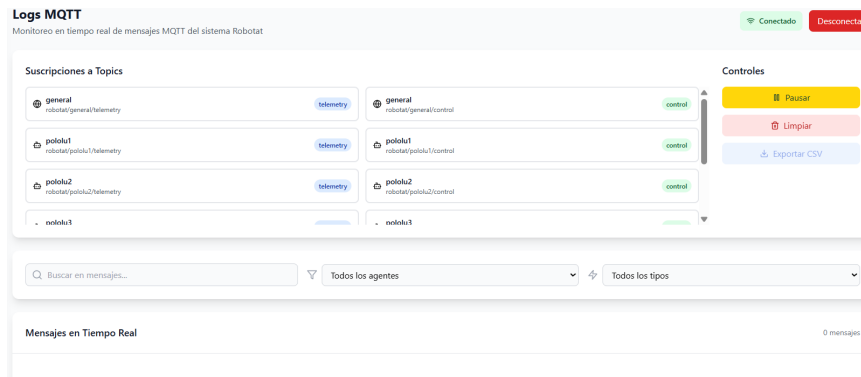 Logs MQTT
Monitoreo en tiempo real de mensajes MQTT del sistema Robotat
Conectado
Desconecta
Suscripciones a Topics
general
robotat/general/telemetry
telemetry
general
robotat/general/control
control
pololu1
robotat/pololu1/telemetry
telemetry
pololu1
robotat/pololu1/control
control
pololu2
robotat/pololu2/telemetry
telemetry
pololu2
robotat/pololu2/control
control
pololu3
pololu3
Controles
Pausar
Limpiar
Exportar CSV
Buscar en mensajes...
Todos los agentes
Todos los tipos
Mensajes en Tiempo Real
0 mensajes